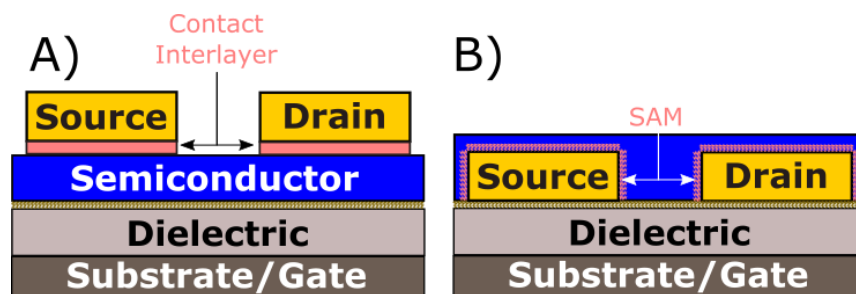 A)
Contact
Interlayer
Source
Drain
Semiconductor
Dielectric
Substrate/Gate
B)
SAM
Source
Drain
Dielectric
Substrate/Gate